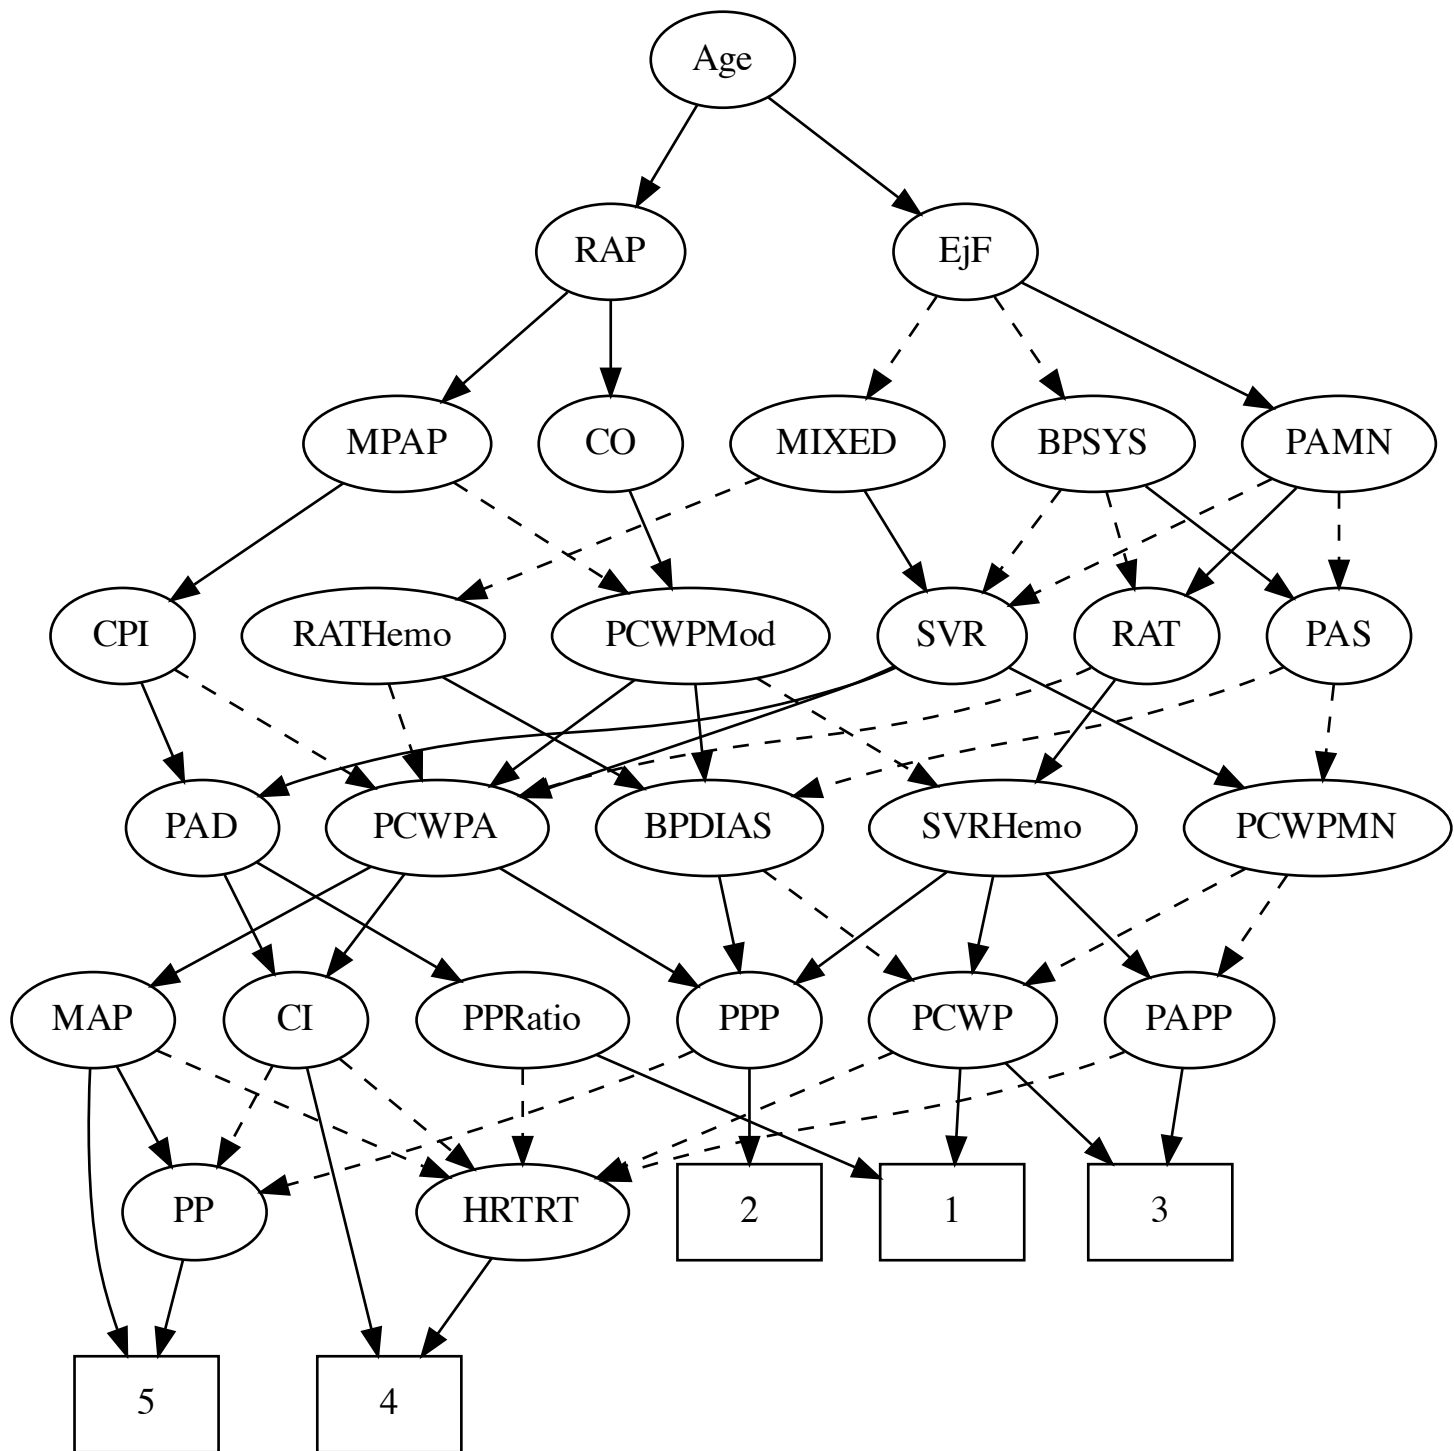 Age
RAP
EjF
MPAP
CO
MIXED
BPSYS
PAMN
CPI
RATHemo
PCWPMod
SVR
RAT
PAS
PAD
PCWPA
BPDIAS
SVRHemo
PCWPMN
MAP
CI
PPRatio
PPP
PCWP
PAPP
PP
HRTRT
2
1
3
5
4